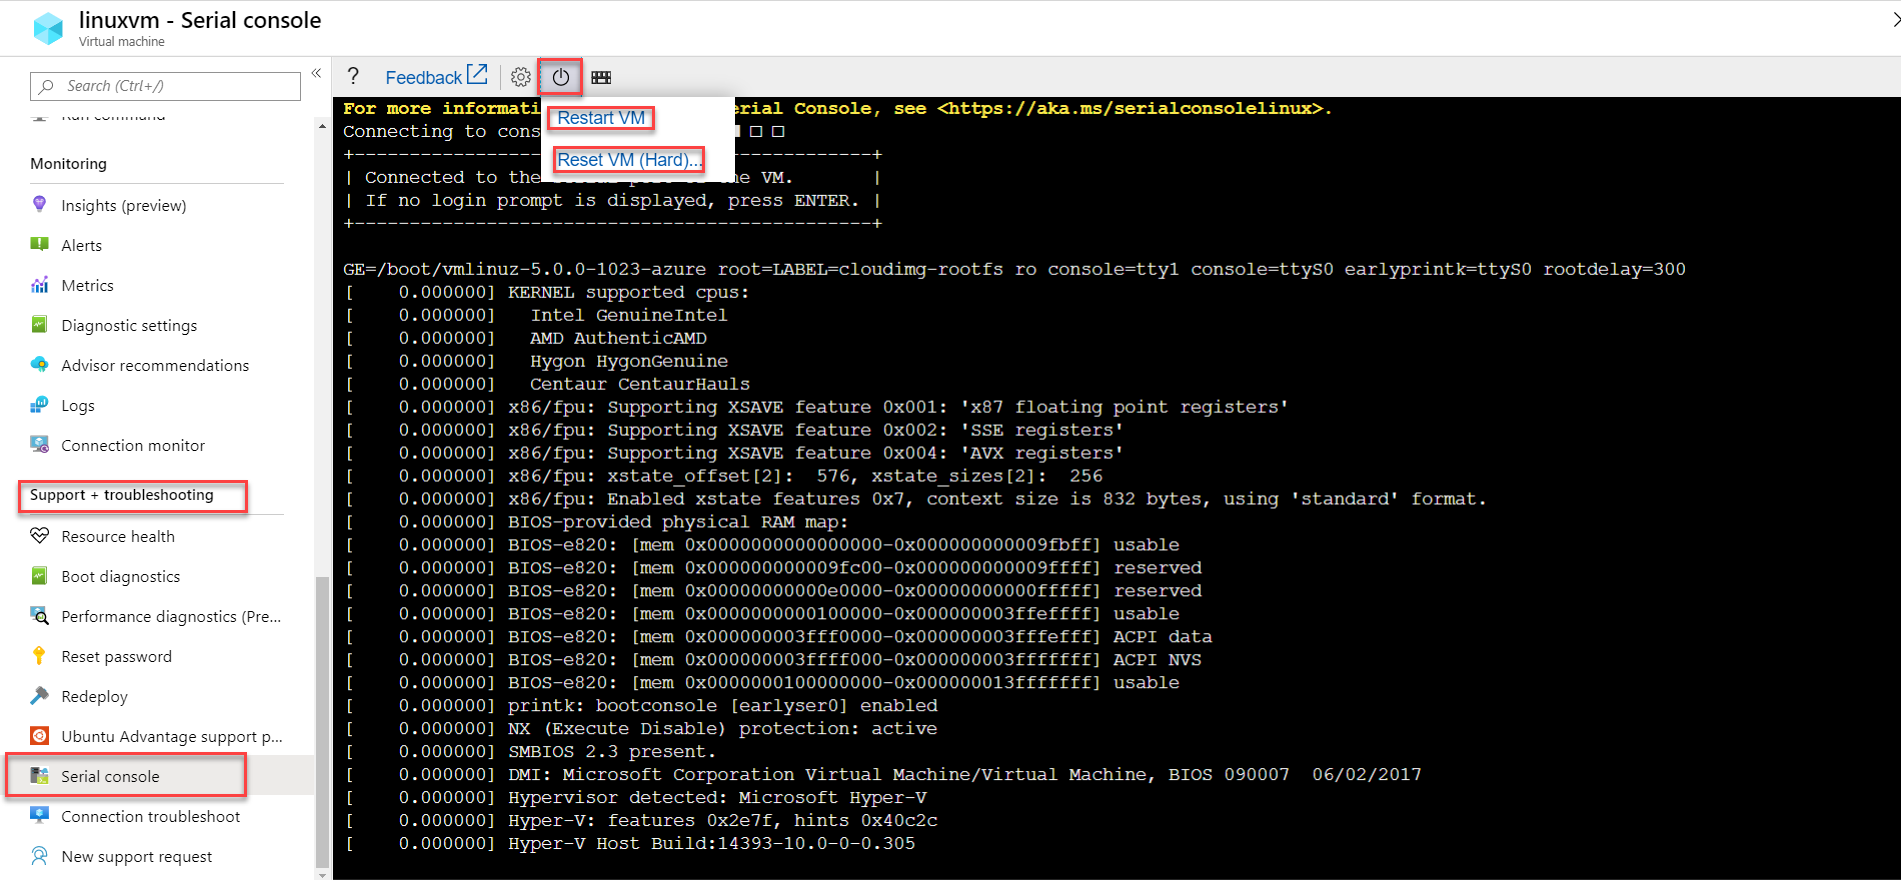 linuxvm - Serial console
Virtual machine
Search (Ctrl+/)
«
Run command
Monitoring
Insights (preview)
Alerts
Metrics
Diagnostic settings
Advisor recommendations
Logs
Connection monitor
Support + troubleshooting
Resource health
Boot diagnostics
Performance diagnostics (Pre...
Reset password
Redeploy
Ubuntu Advantage support p...
Serial console
Connection troubleshoot
New support request
? Feedback
Restart VM
Reset VM (Hard)...
For more informati erial Console, see <https://aka.ms/serialconsolelinux>.
Connecting to cons
+-----------------------------------------------+
| Connected to the serial port of the VM. |
| If no login prompt is displayed, press ENTER. |
+-----------------------------------------------+
GE=/boot/vmlinuz-5.0.0-1023-azure root=LABEL=cloudimg-rootfs ro console=tty1 console=ttyS0 earlyprintk=ttyS0 rootdelay=300
[    0.000000] KERNEL supported cpus:
[    0.000000]   Intel GenuineIntel
[    0.000000]   AMD AuthenticAMD
[    0.000000]   Hygon HygonGenuine
[    0.000000]   Centaur CentaurHauls
[    0.000000] x86/fpu: Supporting XSAVE feature 0x001: 'x87 floating point registers'
[    0.000000] x86/fpu: Supporting XSAVE feature 0x002: 'SSE registers'
[    0.000000] x86/fpu: Supporting XSAVE feature 0x004: 'AVX registers'
[    0.000000] x86/fpu: xstate_offset[2]:  576, xstate_sizes[2]:  256
[    0.000000] x86/fpu: Enabled xstate features 0x7, context size is 832 bytes, using 'standard' format.
[    0.000000] BIOS-provided physical RAM map:
[    0.000000] BIOS-e820: [mem 0x0000000000000000-0x000000000009fbff] usable
[    0.000000] BIOS-e820: [mem 0x000000000009fc00-0x000000000009ffff] reserved
[    0.000000] BIOS-e820: [mem 0x00000000000e0000-0x00000000000fffff] reserved
[    0.000000] BIOS-e820: [mem 0x0000000000100000-0x000000003ffeffff] usable
[    0.000000] BIOS-e820: [mem 0x000000003fff0000-0x000000003fffefff] ACPI data
[    0.000000] BIOS-e820: [mem 0x000000003ffff000-0x000000003fffffff] ACPI NVS
[    0.000000] BIOS-e820: [mem 0x0000000100000000-0x000000013fffffff] usable
[    0.000000] printk: bootconsole [earlyser0] enabled
[    0.000000] NX (Execute Disable) protection: active
[    0.000000] SMBIOS 2.3 present.
[    0.000000] DMI: Microsoft Corporation Virtual Machine/Virtual Machine, BIOS 090007  06/02/2017
[    0.000000] Hypervisor detected: Microsoft Hyper-V
[    0.000000] Hyper-V: features 0x2e7f, hints 0x40c2c
[    0.000000] Hyper-V Host Build:14393-10.0-0-0.305